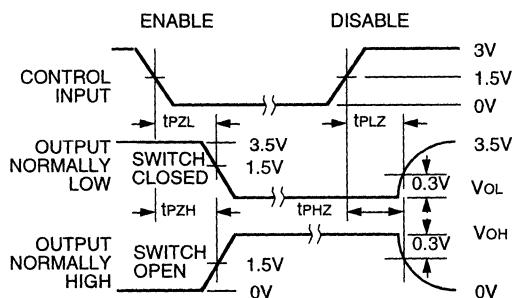 ENABLE DISABLE
3V
CONTROL INPUT
1.5V
0V
tPZL tPLZ
OUTPUT NORMALLY LOW
SWITCH CLOSED
3.5V
1.5V
3.5V
0.3V
VOL
tPZH tPHZ
OUTPUT NORMALLY HIGH
SWITCH OPEN
1.5V
0V
VOH
0.3V
0V